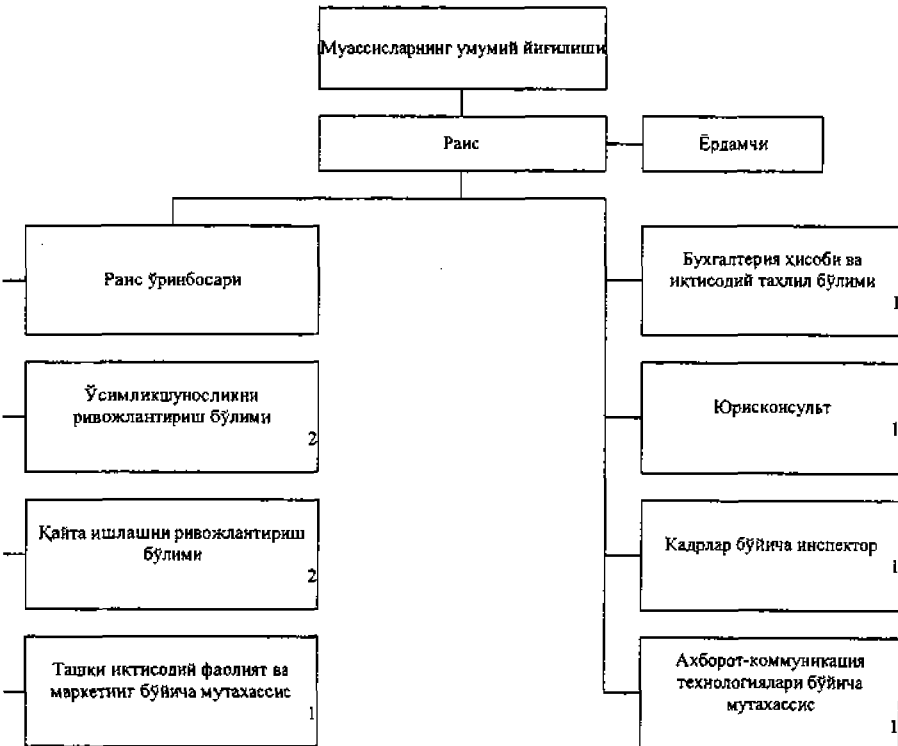 Муассисларнинг умумий йиғилиши
Раис
Ёрдамчи
Раис ўринбосари
Бухгалтерия ҳисоби ва
иқтисодий таҳлил бўлими
1
Ўсимликшуносликни
ривожлантириш бўлими
2
Юрисконсульт
1
Қайта ишлашни ривожлантириш
бўлими
2
Кадрлар бўйича инспектор
1
Ташқи иқтисодий фаолият ва
маркетинг бўйича мутахассис
1
Ахборот-коммуникация
технологиялари бўйича
мутахассис
1